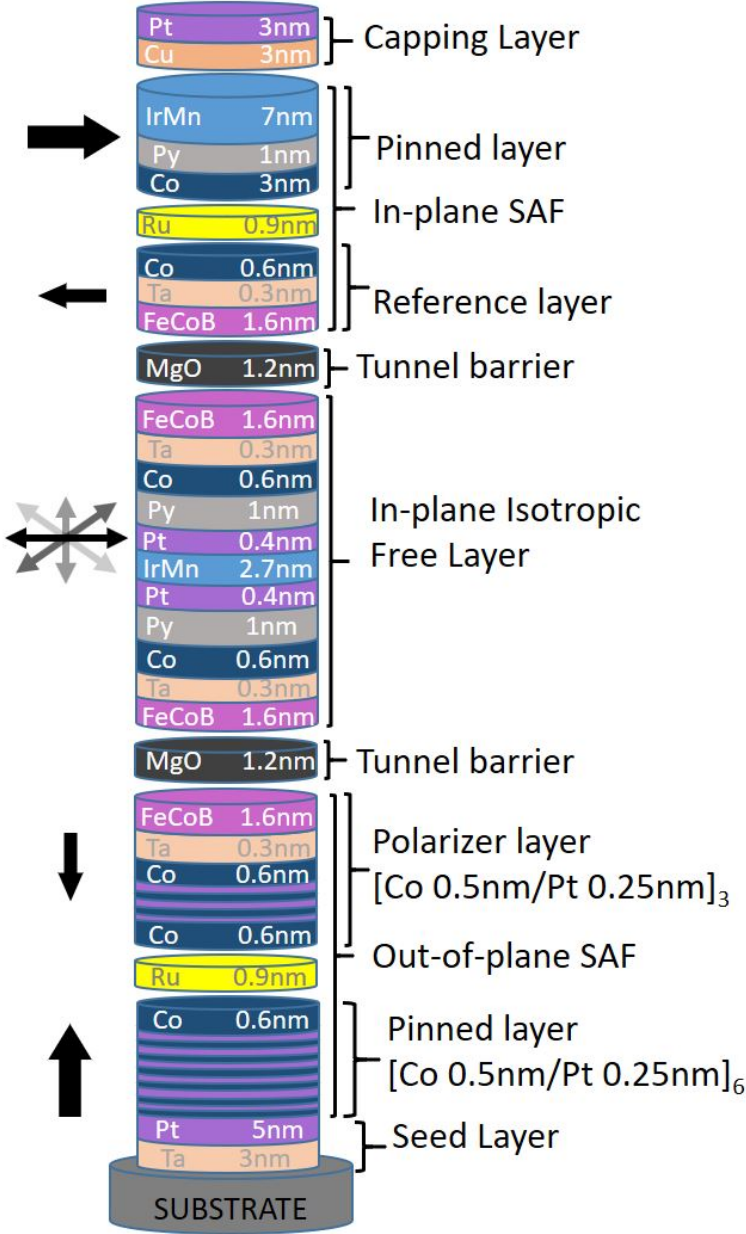 Pt 3nm
Cu 3nm
Capping Layer
IrMn 7nm
Py 1nm
Co 3nm
Pinned layer
Ru 0.9nm
In-plane SAF
Co 0.6nm
Ta 0.3nm
FeCoB 1.6nm
Reference layer
MgO 1.2nm
Tunnel barrier
FeCoB 1.6nm
Ta 0.3nm
Co 0.6nm
Py 1nm
Pt 0.4nm
IrMn 2.7nm
Pt 0.4nm
Py 1nm
Co 0.6nm
Ta 0.3nm
FeCoB 1.6nm
In-plane Isotropic
Free Layer
MgO 1.2nm
Tunnel barrier
FeCoB 1.6nm
Ta 0.3nm
Co 0.6nm
Co 0.6nm
Polarizer layer
[Co 0.5nm/Pt 0.25nm]₃
Ru 0.9nm
Out-of-plane SAF
Co 0.6nm
Pinned layer
[Co 0.5nm/Pt 0.25nm]₆
Pt 5nm
Ta 3nm
Seed Layer
SUBSTRATE